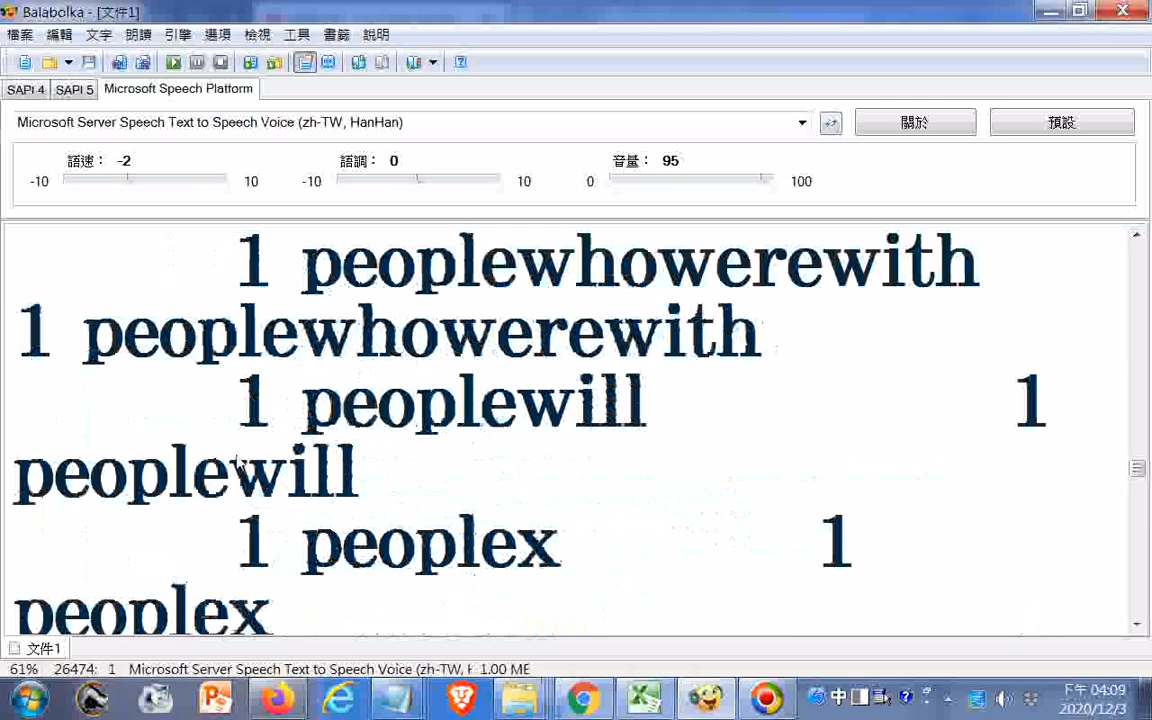 Balabolka - [文件1]
檔案 編輯 文字 朗讀 引擎 選項 檢視 工具 書籤 說明
SAPI 4 SAPI 5 Microsoft Speech Platform
Microsoft Server Speech Text to Speech Voice (zh-TW, HanHan) 關於 預設
語速： -2 語調： 0 音量： 95
-10 10 -10 10 0 100
1 peoplewhowerewith
1 peoplewhowerewith
1 peoplewill 1
peoplewill
1 peoplex 1
peoplex
文件1
61% 26474: 1 Microsoft Server Speech Text to Speech Voice (zh-TW, H 1.00 ME
中 下午 04:09
2020/12/3